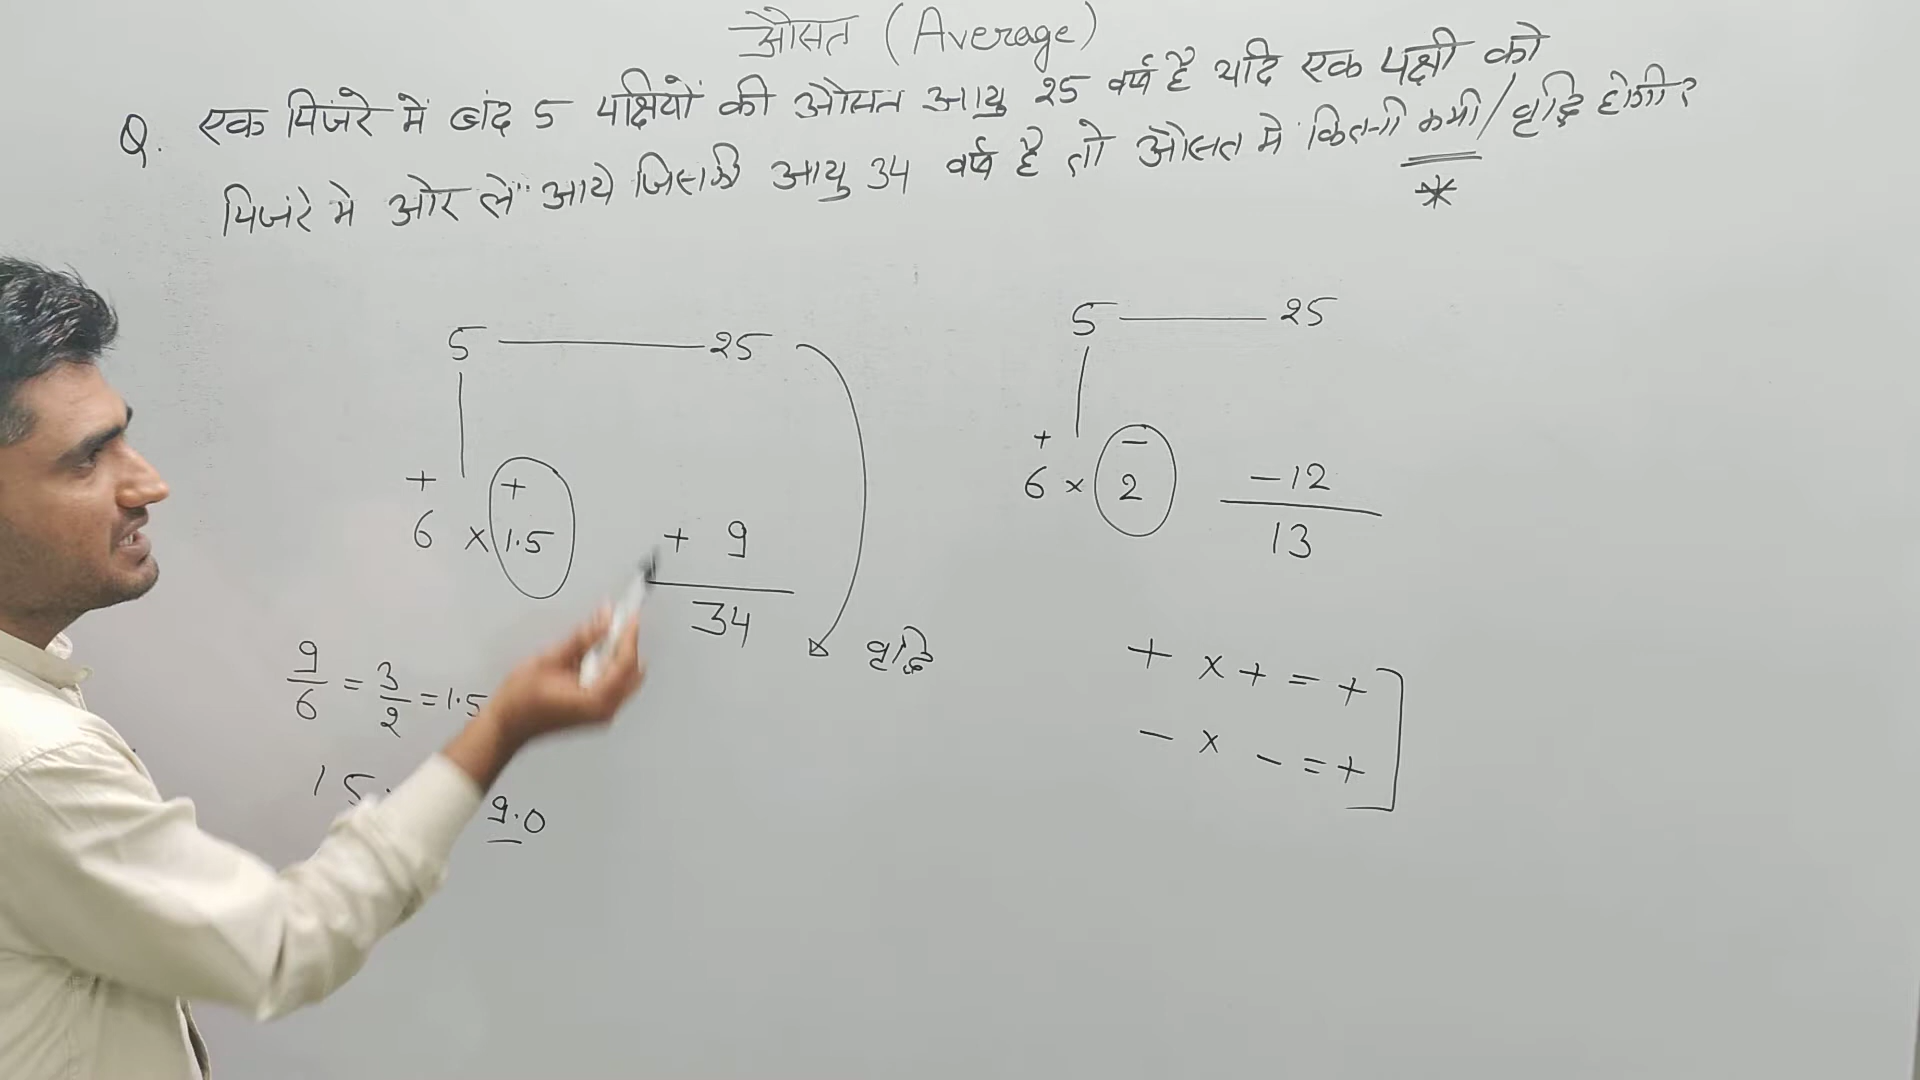 औसत (Average)
Q. एक पिंजरे में बंद 5 पक्षियों की औसत आयु 25 वर्ष है यदि एक पक्षी को
पिंजरे मे ओर ले आये जिसकी आयु 34 वर्ष है तो औसत मे कितनी कमी/वृद्धि होगी?
*
5 —— 25
+ +
6 × 1.5 + 9
34
वृद्धि
9/6 = 3/2 = 1.5
15
9.0
5 —— 25
+ −
6 × 2 −12
13
+ × + = +
− × − = +